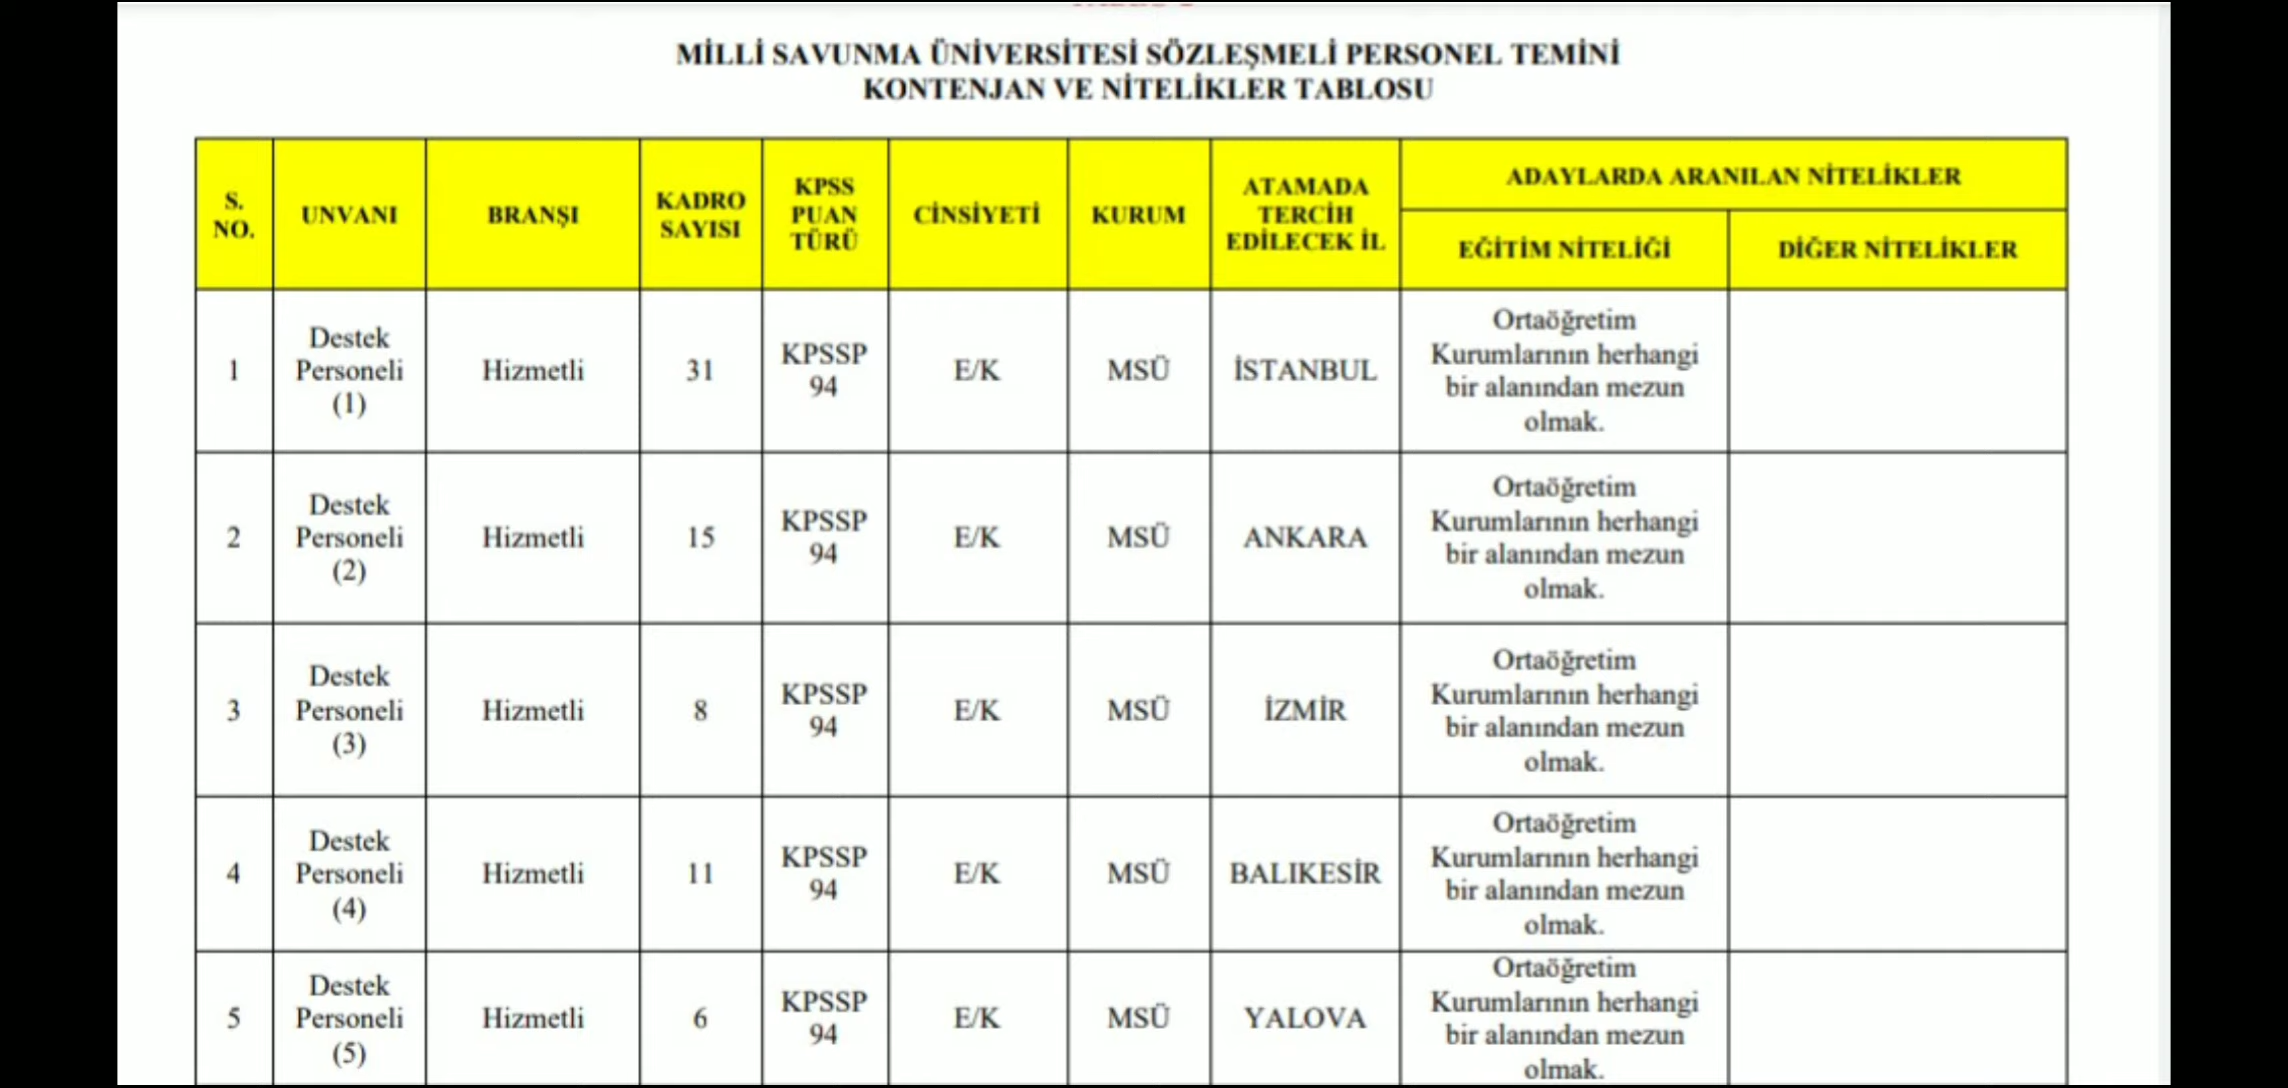 MİLLİ SAVUNMA ÜNİVERSİTESİ SÖZLEŞMELİ PERSONEL TEMİNİ
KONTENJAN VE NİTELİKLER TABLOSU
S.
NO.
UNVANI
BRANŞI
KADRO
SAYISI
KPSS
PUAN
TÜRÜ
CİNSİYETİ
KURUM
ATAMADA
TERCİH
EDİLECEK İL
ADAYLARDA ARANILAN NİTELİKLER
EĞİTİM NİTELİĞİ
DİĞER NİTELİKLER
1
Destek
Personeli
(1)
Hizmetli
31
KPSSP
94
E/K
MSÜ
İSTANBUL
Ortaöğretim
Kurumlarının herhangi
bir alanından mezun
olmak.
2
Destek
Personeli
(2)
Hizmetli
15
KPSSP
94
E/K
MSÜ
ANKARA
Ortaöğretim
Kurumlarının herhangi
bir alanından mezun
olmak.
3
Destek
Personeli
(3)
Hizmetli
8
KPSSP
94
E/K
MSÜ
İZMİR
Ortaöğretim
Kurumlarının herhangi
bir alanından mezun
olmak.
4
Destek
Personeli
(4)
Hizmetli
11
KPSSP
94
E/K
MSÜ
BALIKESİR
Ortaöğretim
Kurumlarının herhangi
bir alanından mezun
olmak.
5
Destek
Personeli
(5)
Hizmetli
6
KPSSP
94
E/K
MSÜ
YALOVA
Ortaöğretim
Kurumlarının herhangi
bir alanından mezun
olmak.